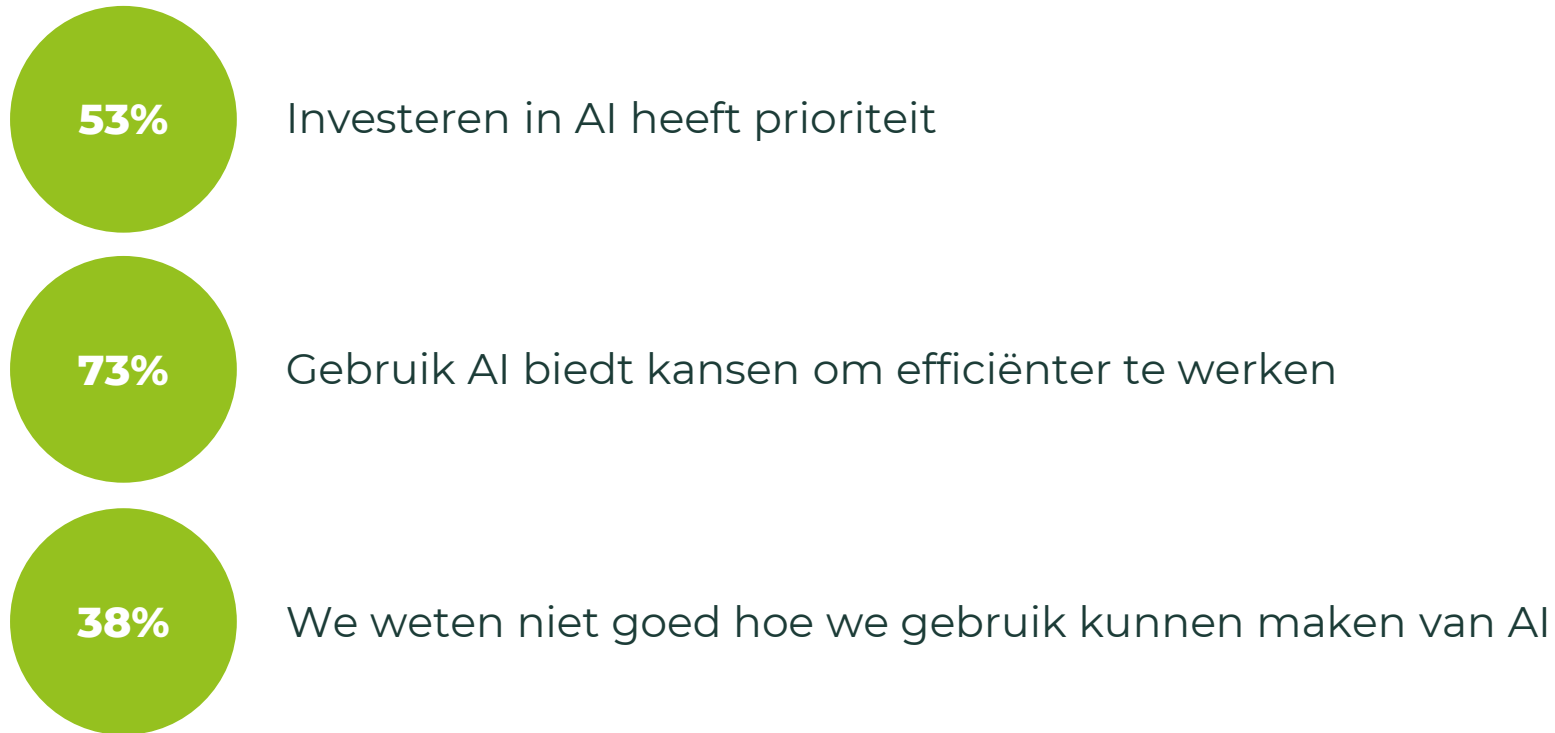 53% Investeren in AI heeft prioriteit
73% Gebruik AI biedt kansen om efficiënter te werken
38% We weten niet goed hoe we gebruik kunnen maken van AI